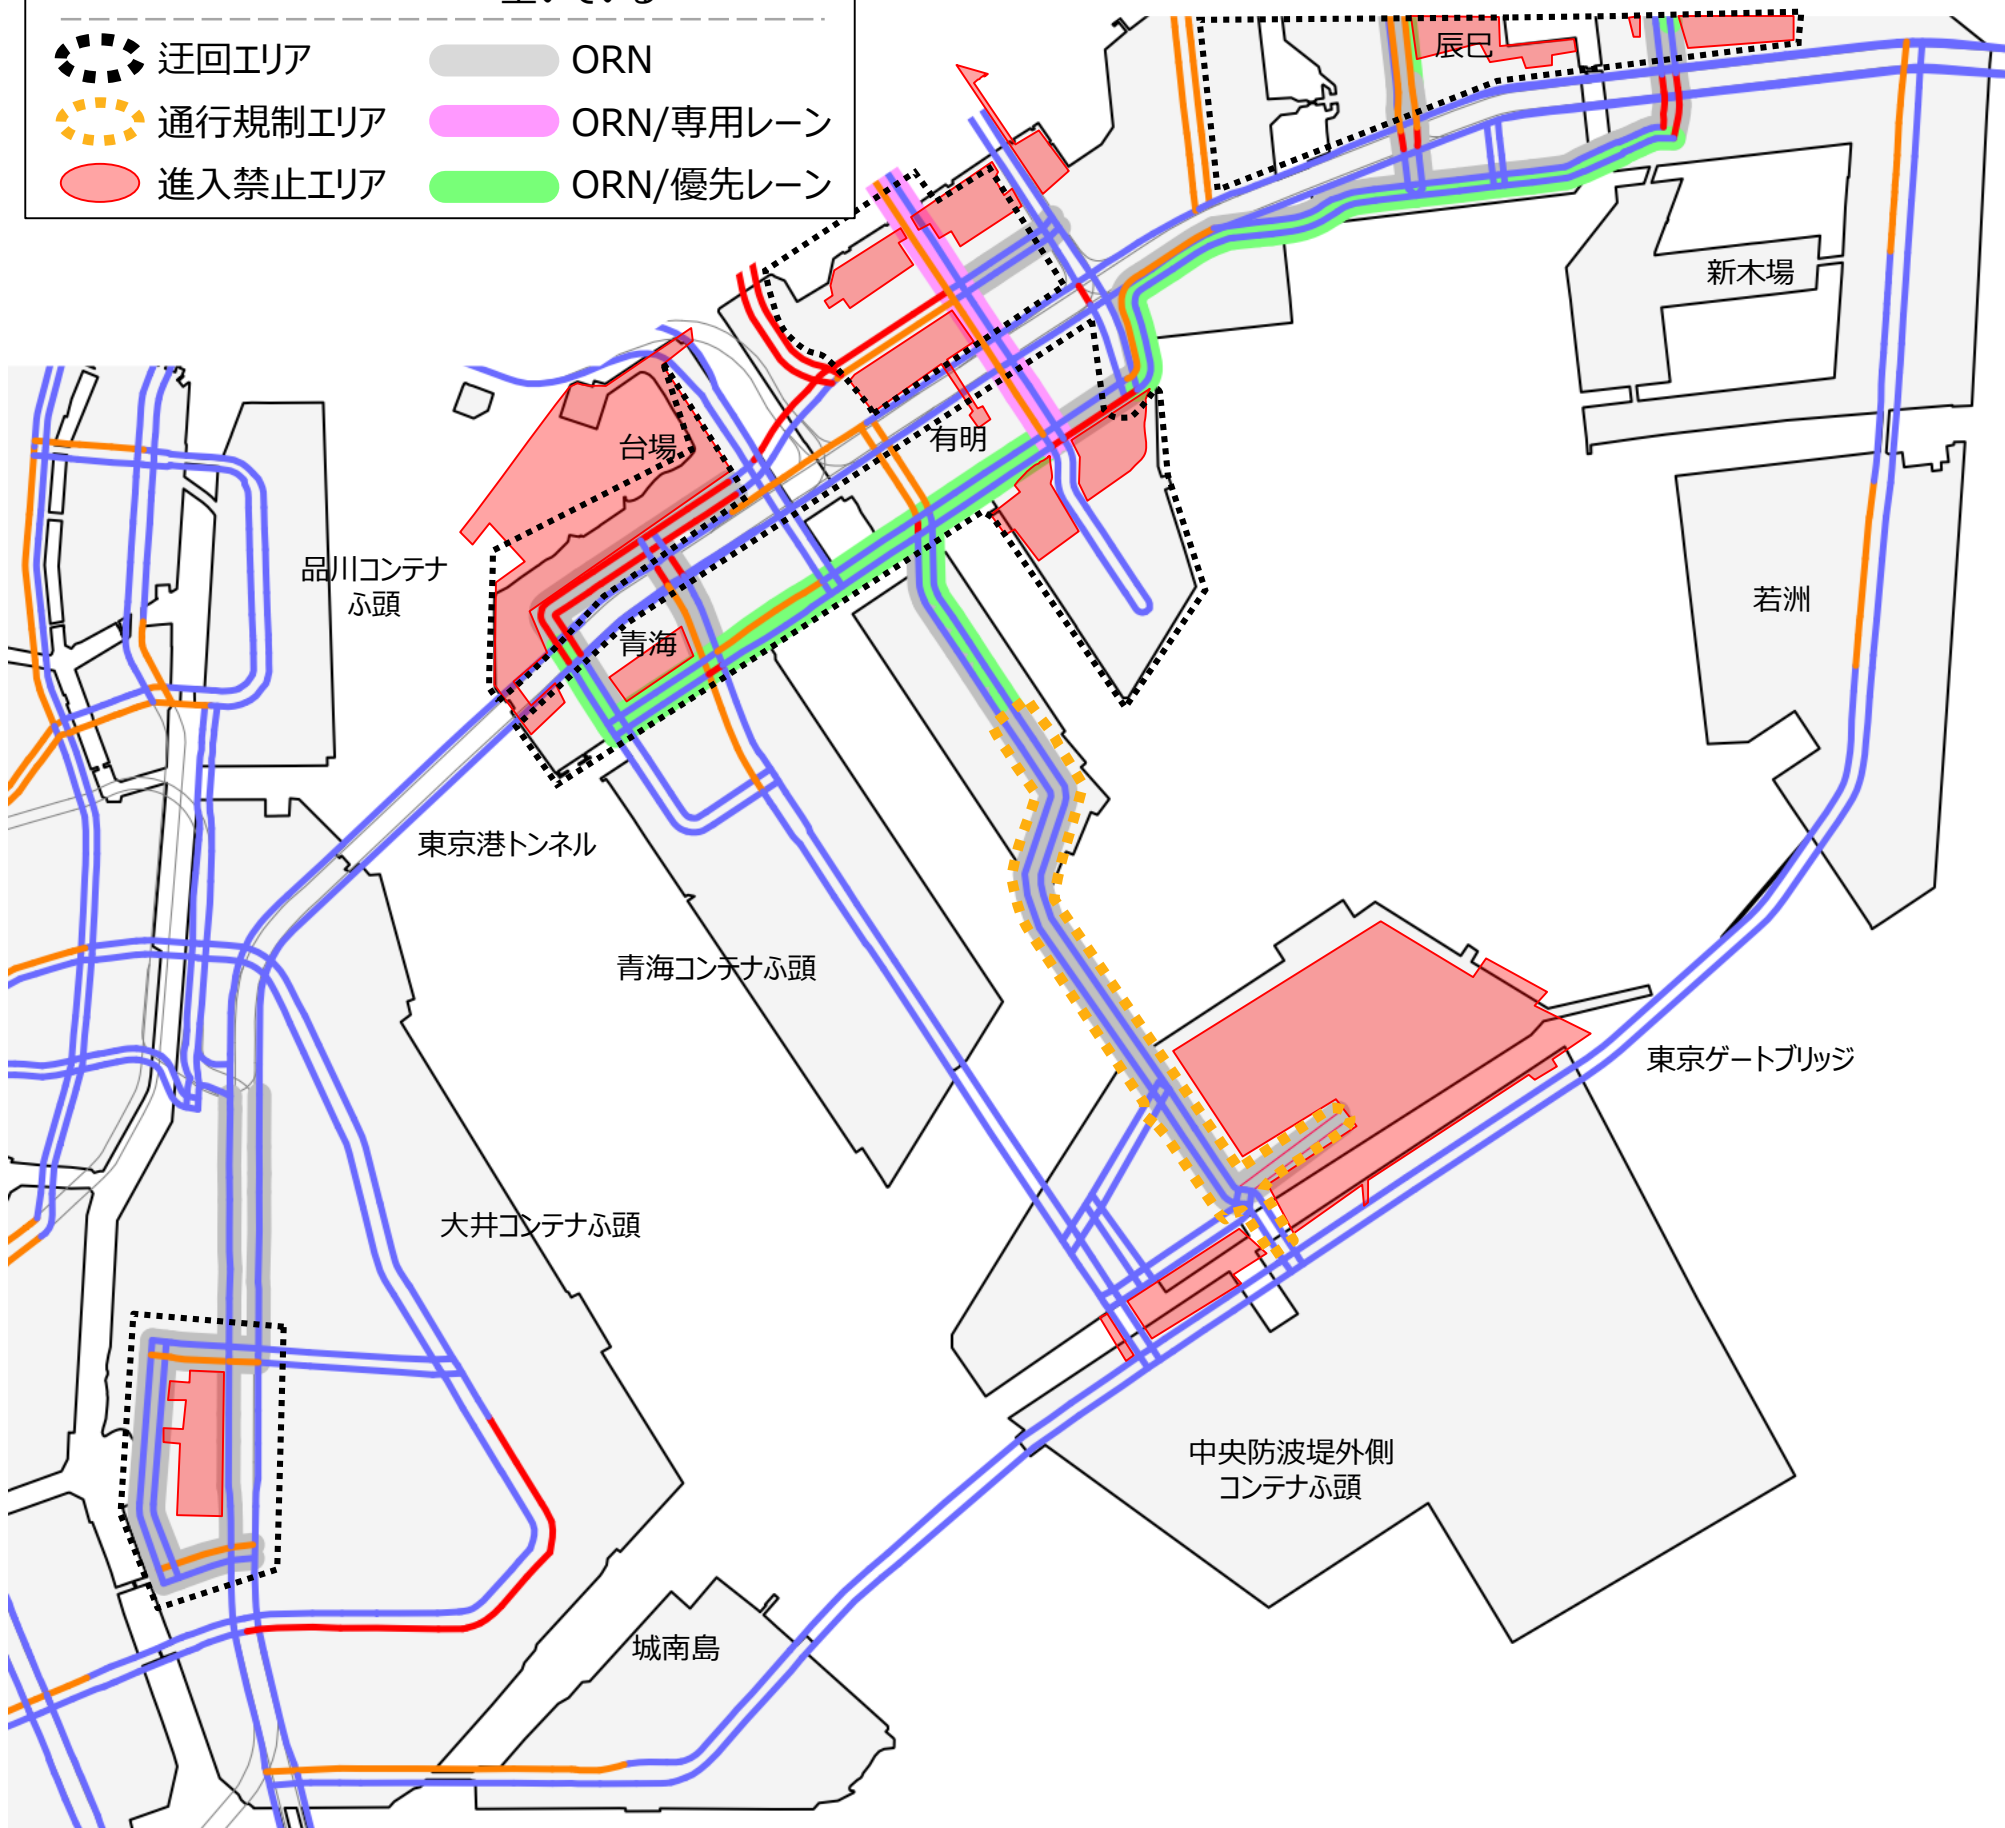 空いている
迂回エリア
ORN
通行規制エリア
ORN/専用レーン
進入禁止エリア
ORN/優先レーン
辰巳
新木場
有明
台場
品川コンテナ
ふ頭
若洲
青海
東京港トンネル
青海コンテナふ頭
東京ゲートブリッジ
大井コンテナふ頭
中央防波堤外側
コンテナふ頭
城南島